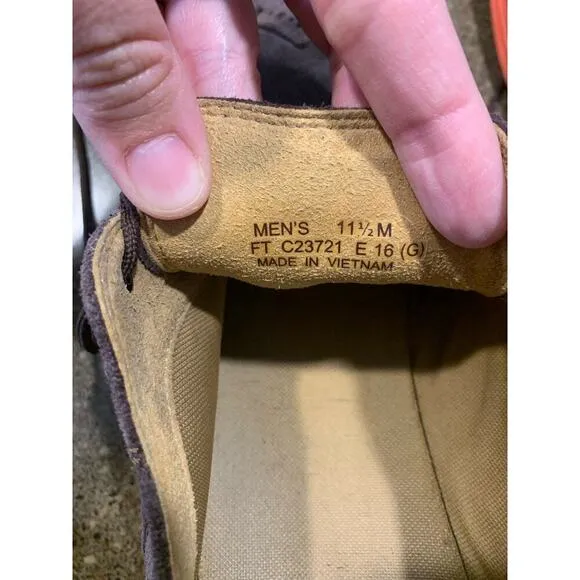 MEN'S 11½ M
FT C23721 E 16 (G)
MADE IN VIETNAM